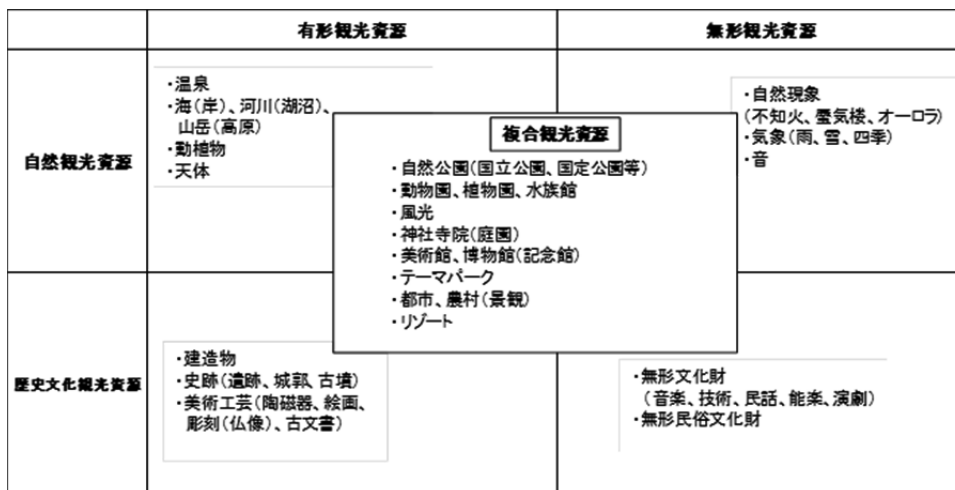 有形観光資源
無形観光資源
自然観光資源
・温泉
・海(岸)、河川(湖沼)、
山岳(高原)
・動植物
・天体
・自然現象
(不知火、蜃気楼、オーロラ)
・気象(雨、雪、四季)
・音
複合観光資源
・自然公園(国立公園、国定公園等)
・動物園、植物園、水族館
・風光
・神社寺院(庭園)
・美術館、博物館(記念館)
・テーマパーク
・都市、農村(景観)
・リゾート
歴史文化観光資源
・建造物
・史跡(遺跡、城郭、古墳)
・美術工芸(陶磁器、絵画、
彫刻(仏像)、古文書)
・無形文化財
(音楽、技術、民話、能楽、演劇)
・無形民俗文化財